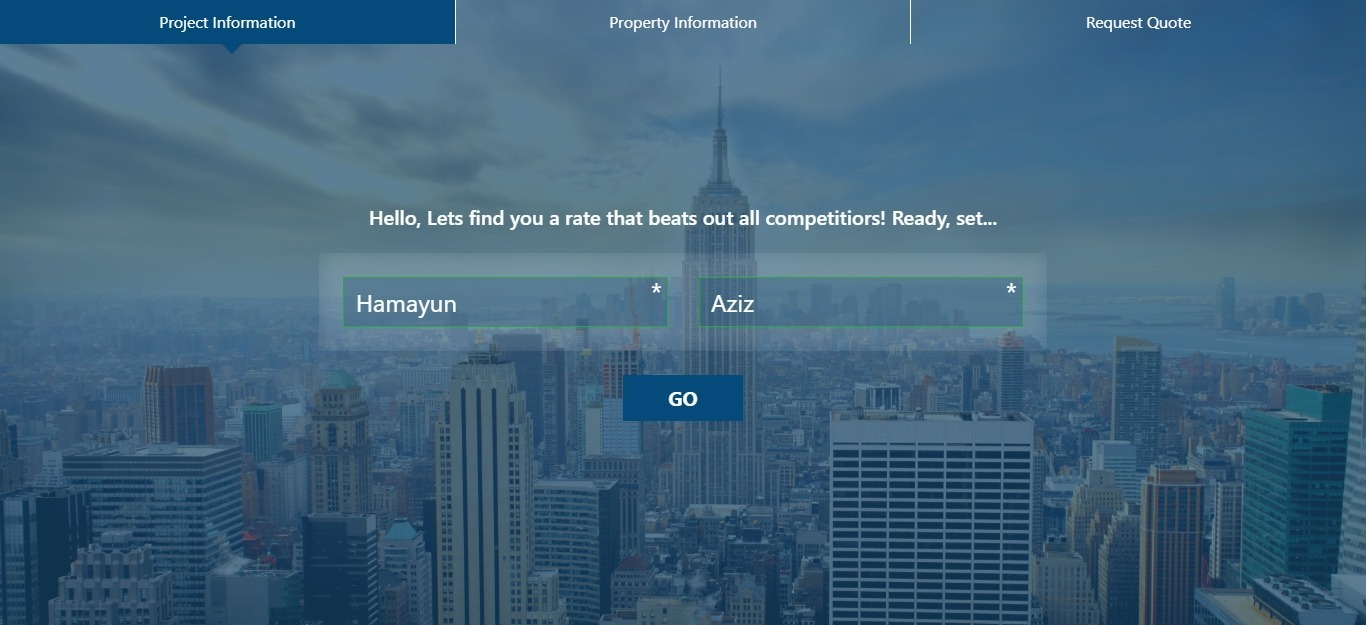 Project Information
Property Information
Request Quote
Hello, Lets find you a rate that beats out all competitiors! Ready, set...
Hamayun *
Aziz *
GO